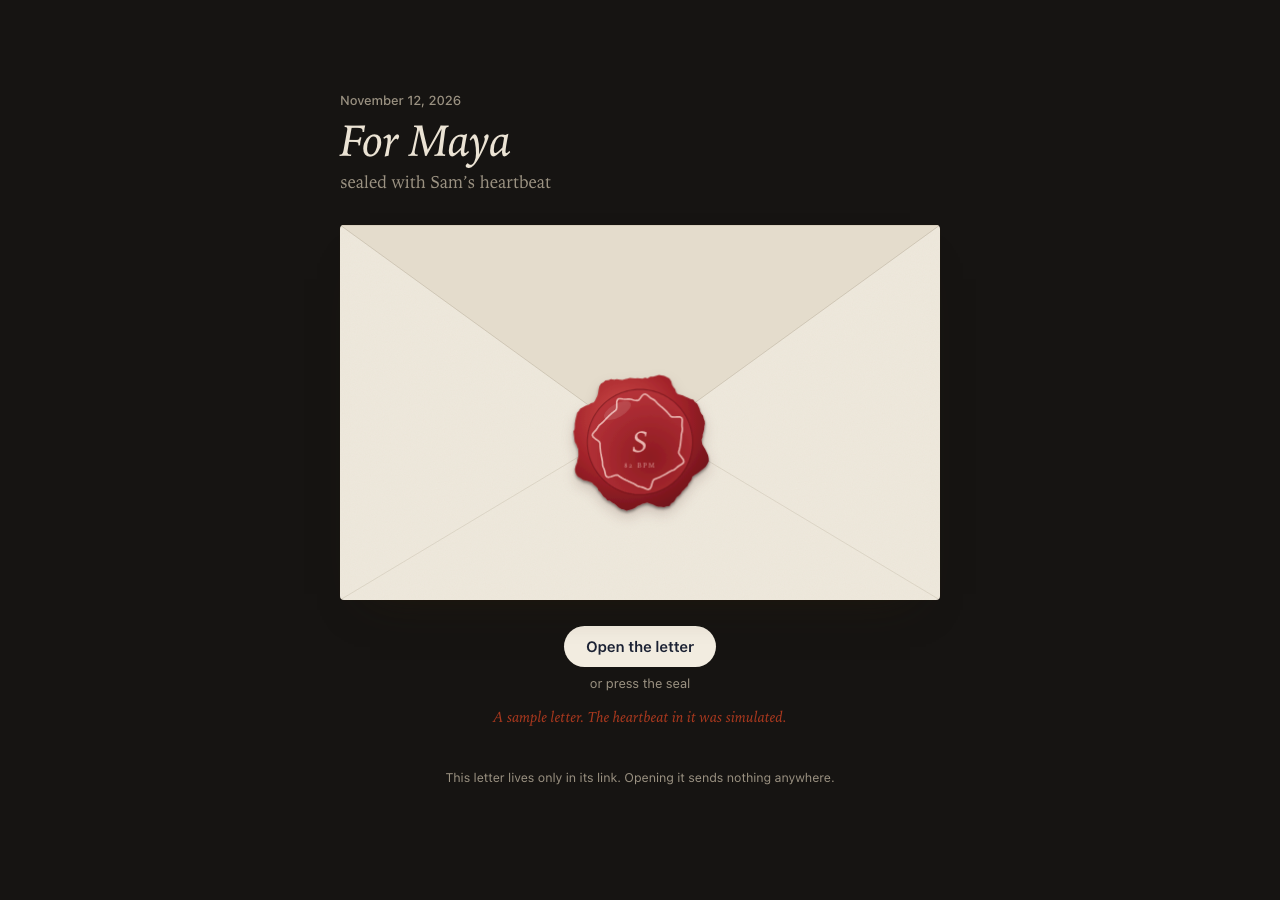 November 12, 2026
For Maya
sealed with Sam’s heartbeat
S
BPM
Open the letter
or press the seal
A sample letter. The heartbeat in it was simulated.
This letter lives only in its link. Opening it sends nothing anywhere.